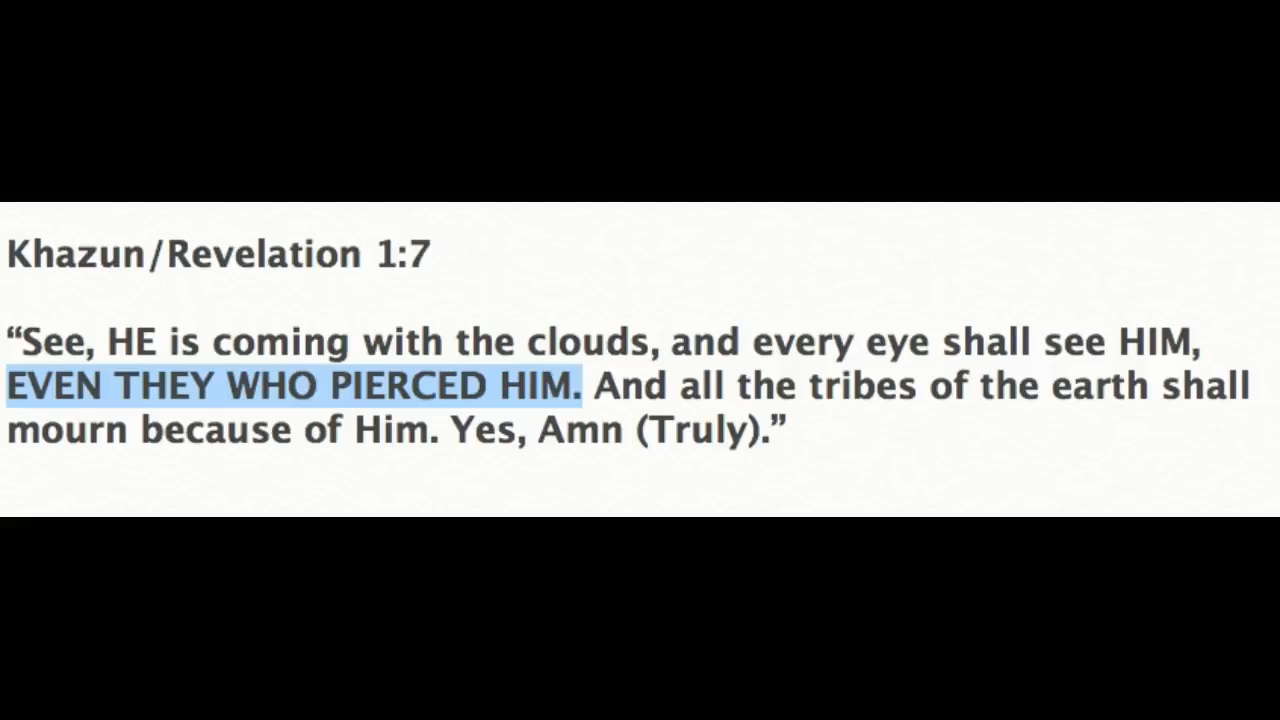 Khazun/Revelation 1:7
“See, HE is coming with the clouds, and every eye shall see HIM,
EVEN THEY WHO PIERCED HIM. And all the tribes of the earth shall
mourn because of Him. Yes, Amn (Truly).”